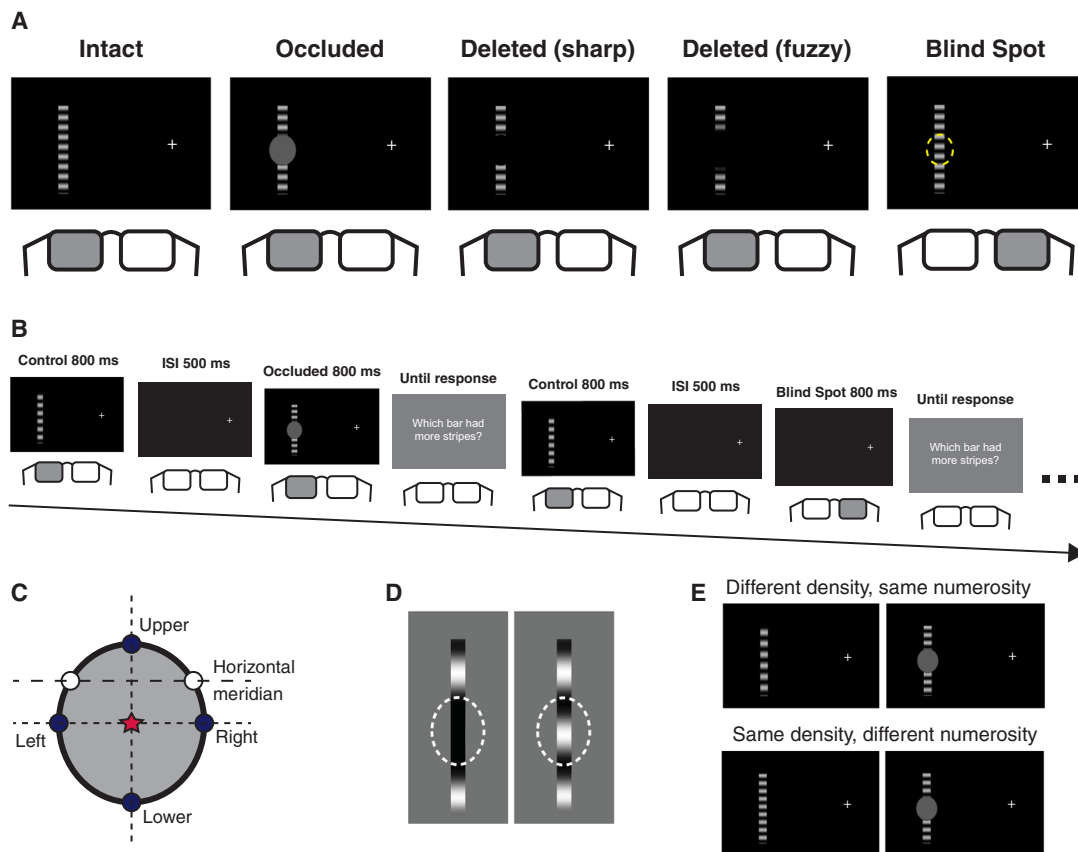 A
Intact
Occluded
Deleted (sharp)
Deleted (fuzzy)
Blind Spot
B
Control 800 ms
ISI 500 ms
Occluded 800 ms
Until response
Which bar had
more stripes?
Control 800 ms
ISI 500 ms
Blind Spot 800 ms
Until response
Which bar had
more stripes?
C
Upper
Horizontal
meridian
Left
Right
Lower
D
E
Different density, same numerosity
Same density, different numerosity